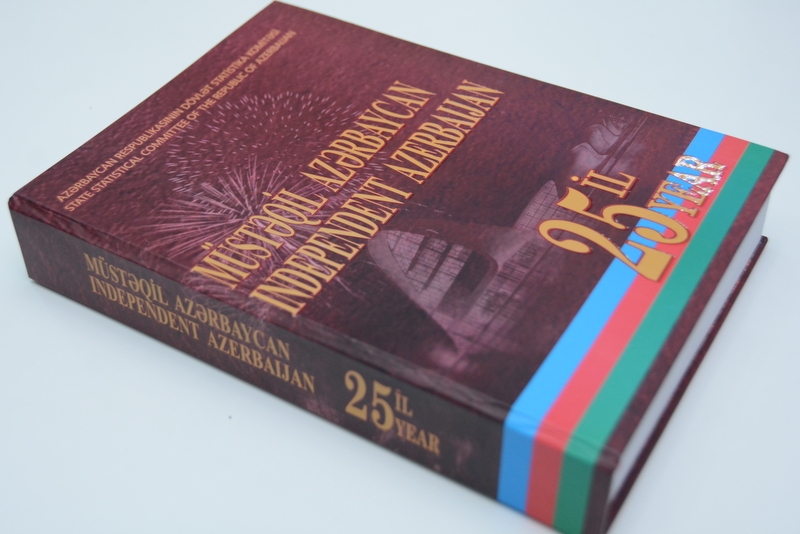 AZƏRBAYCAN RESPUBLİKASININ DÖVLƏT STATİSTİKA KOMİTƏSİ
STATE STATISTICAL COMMITTEE OF THE REPUBLIC OF AZERBAIJAN
MÜSTƏQİL AZƏRBAYCAN
INDEPENDENT AZERBAIJAN
25 İL
25 YEAR
MÜSTƏQİL AZƏRBAYCAN
INDEPENDENT AZERBAIJAN
25 İL
YEAR